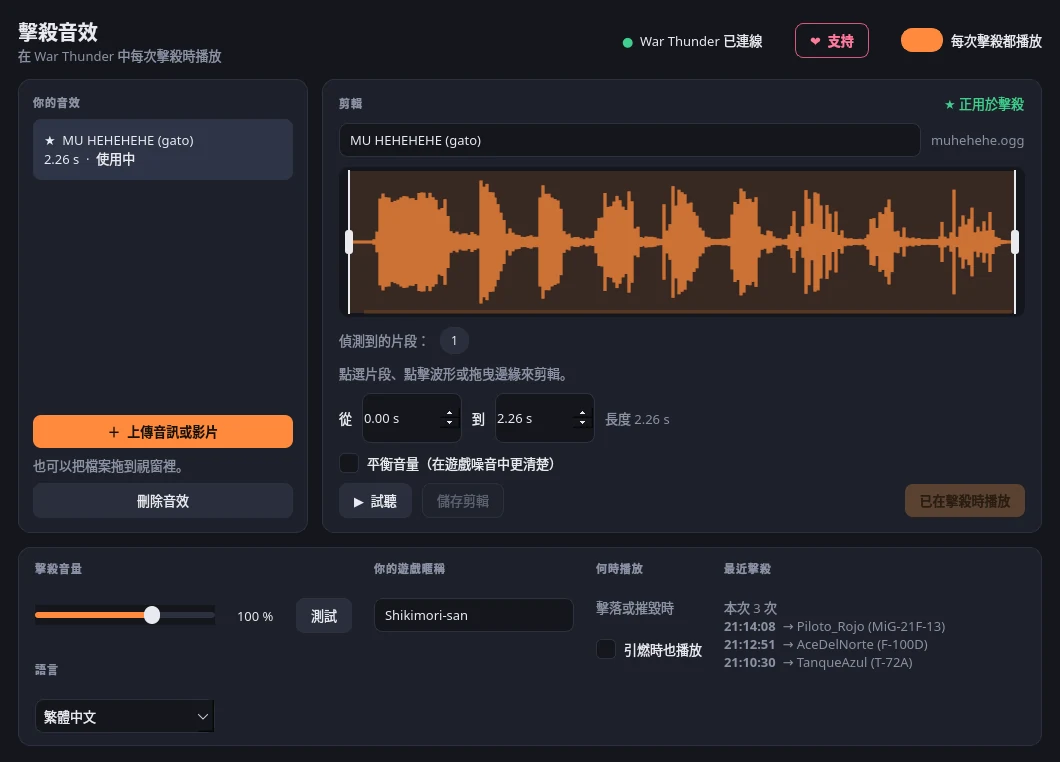 擊殺音效
在 War Thunder 中每次擊殺時播放
War Thunder 已連線
❤ 支持
每次擊殺都播放
你的音效
★ MU HEHEHEHE (gato)
2.26 s · 使用中
＋ 上傳音訊或影片
也可以把檔案拖到視窗裡。
刪除音效
剪輯
★ 正用於擊殺
MU HEHEHEHE (gato)
muhehehe.ogg
偵測到的片段：
1
點選片段、點擊波形或拖曳邊緣來剪輯。
從 0.00 s 到 2.26 s 長度 2.26 s
平衡音量（在遊戲噪音中更清楚）
▶ 試聽
儲存剪輯
已在擊殺時播放
擊殺音量
100 %
測試
語言
繁體中文
你的遊戲暱稱
Shikimori-san
何時播放
擊落或摧毀時
引燃時也播放
最近擊殺
本次 3 次
21:14:08 → Piloto_Rojo (MiG-21F-13)
21:12:51 → AceDelNorte (F-100D)
21:10:30 → TanqueAzul (T-72A)